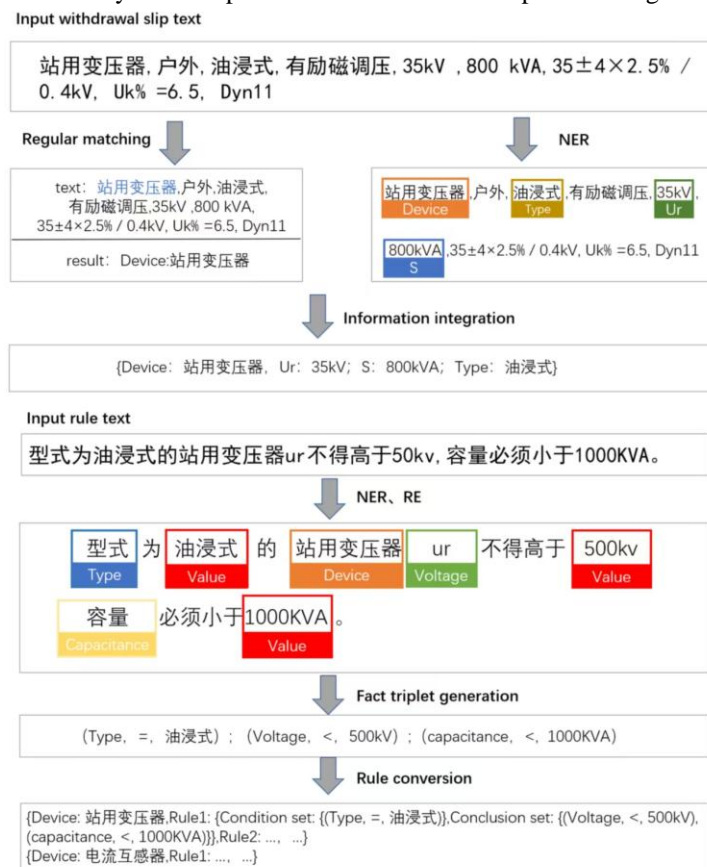 Input withdrawal slip text
站用变压器,户外,油浸式,有励磁调压,35kV ,800 kVA,35±4×2.5% /
0.4kV, Uk% =6.5, Dyn11
Regular matching
NER
text: 站用变压器,户外,油浸式,
有励磁调压,35kV ,800 kVA,
35±4×2.5% / 0.4kV, Uk% =6.5, Dyn11
result: Device:站用变压器
站用变压器,户外,油浸式,有励磁调压,35kV,
Device Type Ur
800kVA,35±4×2.5% / 0.4kV, Uk% =6.5, Dyn11
S
Information integration
{Device: 站用变压器, Ur: 35kV; S: 800kVA; Type: 油浸式}
Input rule text
型式为油浸式的站用变压器ur不得高于50kv,容量必须小于1000KVA。
NER、RE
型式 为 油浸式 的 站用变压器 ur 不得高于 500kv
Type Value Device Voltage Value
容量 必须小于 1000KVA 。
Capacitance Value
Fact triplet generation
(Type, =, 油浸式) ; (Voltage, <, 500kV) ; (capacitance, <, 1000KVA)
Rule conversion
{Device: 站用变压器,Rule1: {Condition set: {(Type, =, 油浸式)},Conclusion set: {(Voltage, <, 500kV),
(capacitance, <, 1000KVA)}},Rule2: ..., ...}
{Device: 电流互感器,Rule1: ..., ...}